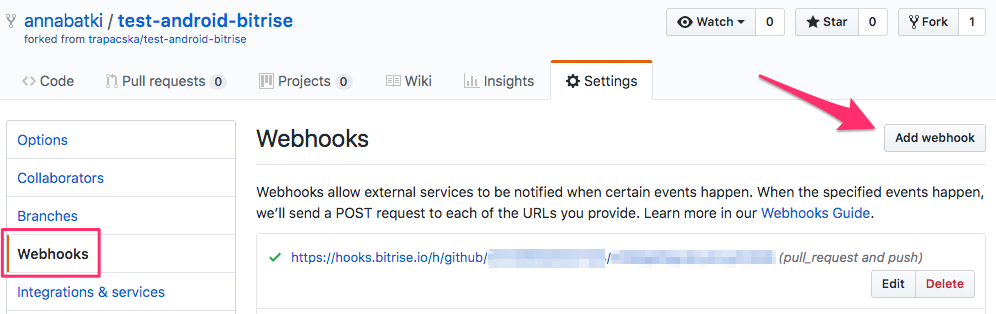 annabatki / test-android-bitrise
forked from trapacska/test-android-bitrise
Watch 0 Star 0 Fork 1
Code Pull requests 0 Projects 0 Wiki Insights Settings
Options
Collaborators
Branches
Webhooks
Integrations & services
Webhooks
Add webhook
Webhooks allow external services to be notified when certain events happen. When the specified events happen,
we'll send a POST request to each of the URLs you provide. Learn more in our Webhooks Guide.
https://hooks.bitrise.io/h/github/ / (pull_request and push)
Edit Delete